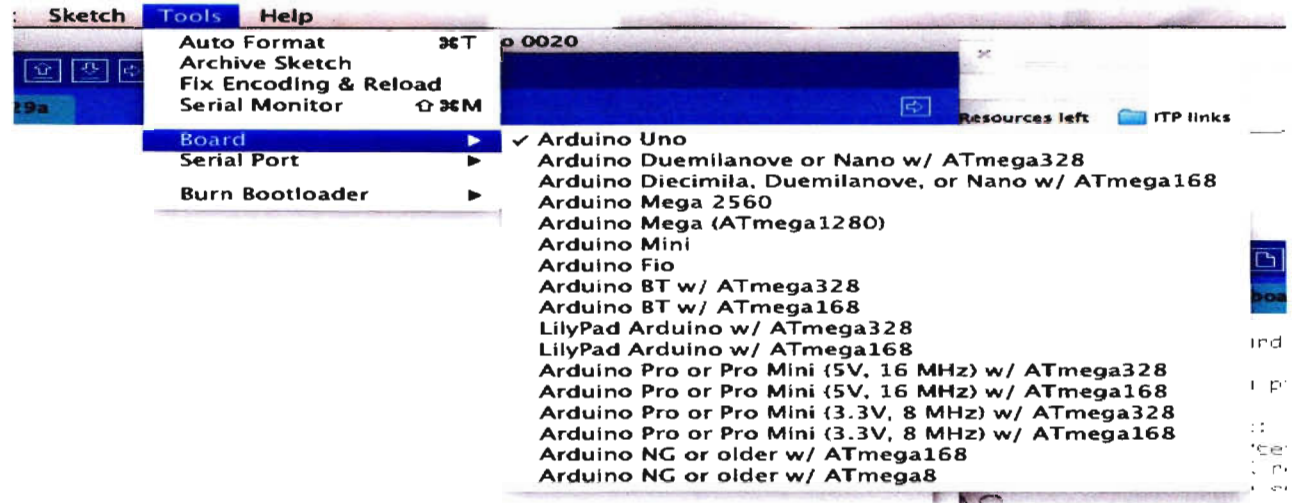 Sketch Tools Help
Auto Format ⌘T
o 0020
Archive Sketch
Fix Encoding & Reload
Serial Monitor ⇧⌘M
29a
Resources left ITP links
Board
✓ Arduino Uno
Serial Port
Arduino Duemilanove or Nano w/ ATmega328
Arduino Diecimila, Duemilanove, or Nano w/ ATmega168
Burn Bootloader
Arduino Mega 2560
Arduino Mega (ATmega1280)
Arduino Mini
Arduino Fio
Arduino BT w/ ATmega328
Arduino BT w/ ATmega168
LilyPad Arduino w/ ATmega328
LilyPad Arduino w/ ATmega168
Arduino Pro or Pro Mini (5V, 16 MHz) w/ ATmega328
Arduino Pro or Pro Mini (5V, 16 MHz) w/ ATmega168
Arduino Pro or Pro Mini (3.3V, 8 MHz) w/ ATmega328
Arduino Pro or Pro Mini (3.3V, 8 MHz) w/ ATmega168
Arduino NG or older w/ ATmega168
Arduino NG or older w/ ATmega8